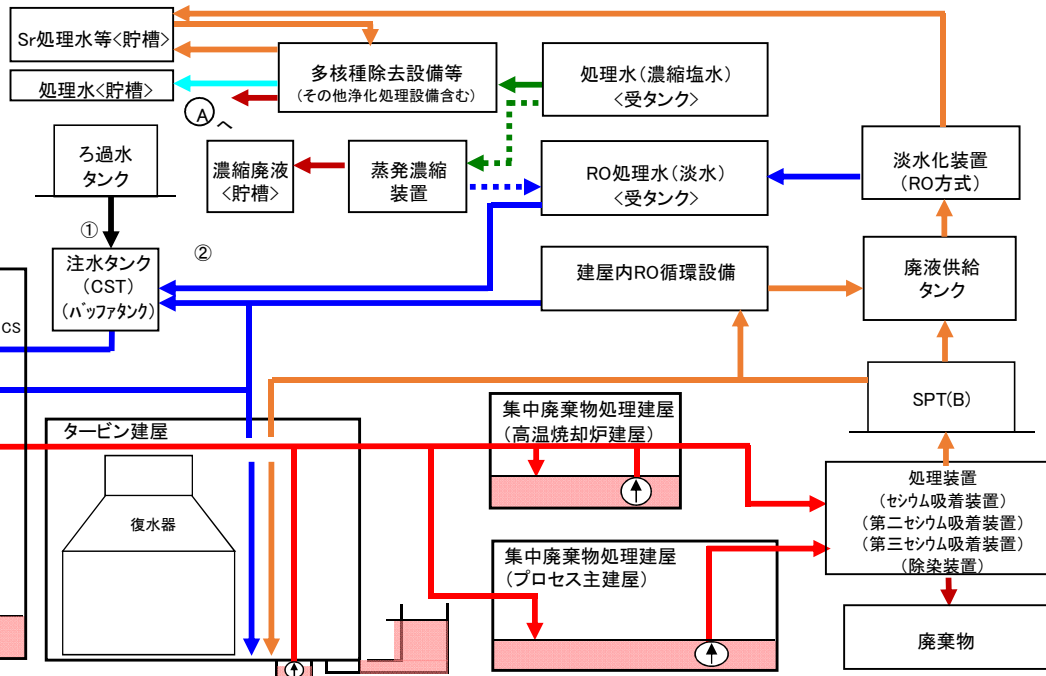 Sr処理水等<貯槽>
処理水<貯槽>
多核種除去設備等
(その他浄化処理設備含む)
処理水(濃縮塩水)
<受タンク>
A へ
ろ過水
タンク
濃縮廃液
<貯槽>
蒸発濃縮
装置
RO処理水(淡水)
<受タンク>
淡水化装置
(RO方式)
①
②
注水タンク
(CST)
(バッファタンク)
建屋内RO循環設備
廃液供給
タンク
CS
SPT(B)
タービン建屋
復水器
集中廃棄物処理建屋
(高温焼却炉建屋)
処理装置
(セシウム吸着装置)
(第二セシウム吸着装置)
(第三セシウム吸着装置)
(除染装置)
集中廃棄物処理建屋
(プロセス主建屋)
廃棄物